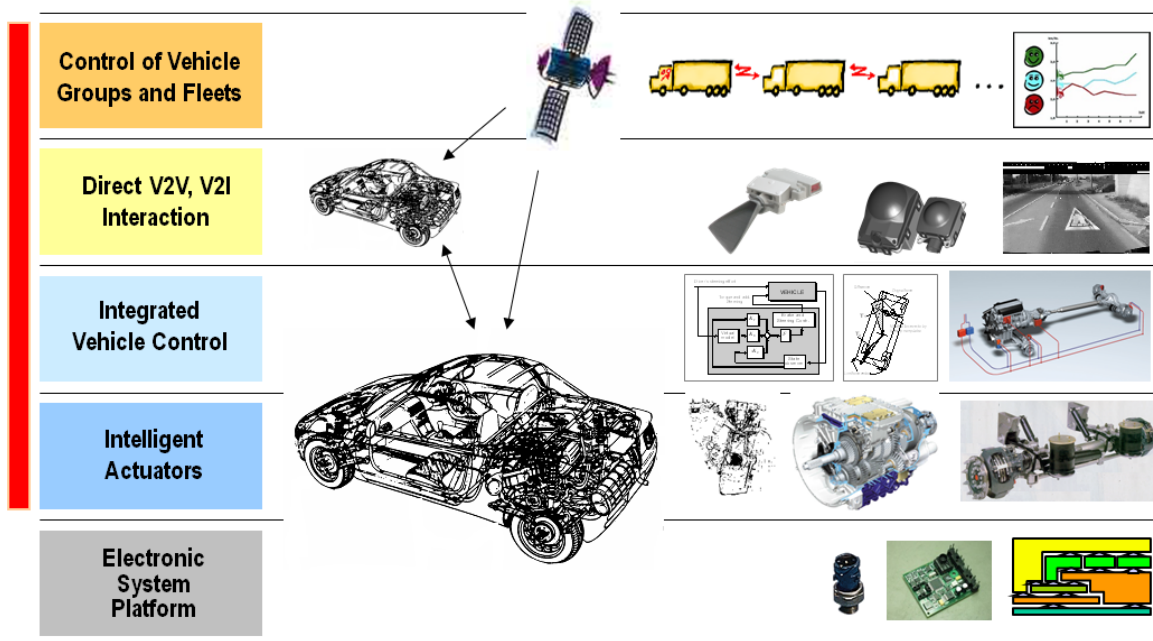 Control of Vehicle
Groups and Fleets
...
Direct V2V, V2I
Interaction
Integrated
Vehicle Control
VEHICLE
Intelligent
Actuators
Electronic
System
Platform